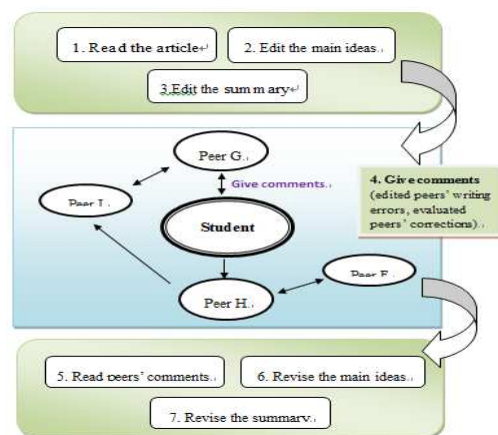 1. Read the article
2. Edit the main ideas.
3.Edit the summary
Peer G.
Give comments.
Peer I.
Student
Peer H.
Peer F.
4. Give comments
(edited peers' writing
errors, evaluated
peers' corrections).
5. Read peers' comments.
6. Revise the main ideas.
7. Revise the summary.